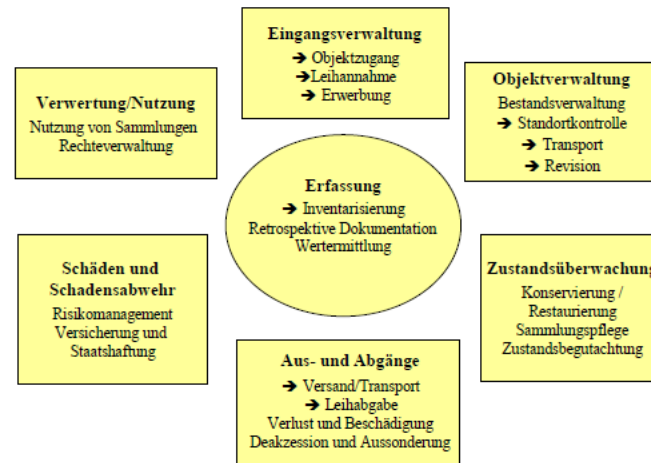 Eingangsverwaltung
➔ Objektzugang
➔Leihannahme
➔ Erwerbung
Verwertung/Nutzung
Nutzung von Sammlungen
Rechteverwaltung
Objektverwaltung
Bestandsverwaltung
➔ Standortkontrolle
➔ Transport
➔ Revision
Erfassung
➔ Inventarisierung
Retrospektive Dokumentation
Wertermittlung
Schäden und
Schadensabwehr
Risikomanagement
Versicherung und
Staatshaftung
Zustandsüberwachung
Konservierung /
Restaurierung
Sammlungspflege
Zustandsbegutachtung
Aus- und Abgänge
➔ Versand/Transport
➔ Leihabgabe
Verlust und Beschädigung
Deakzession und Aussonderung